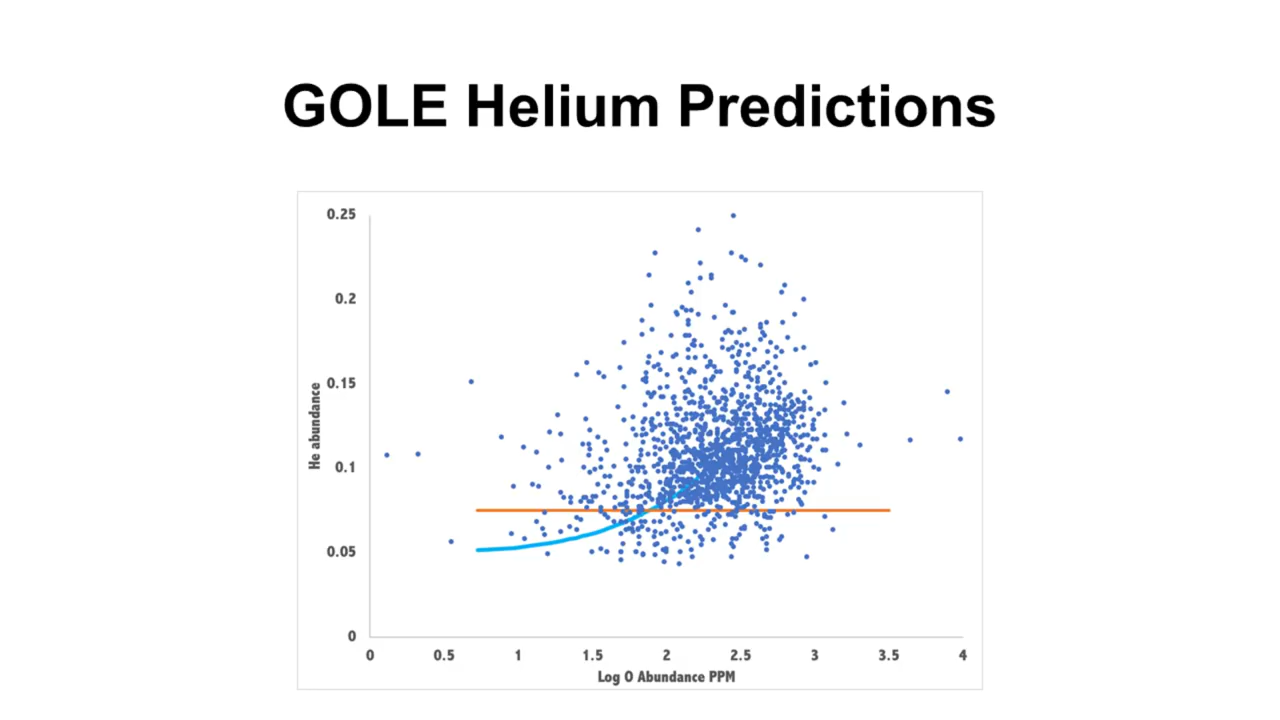 GOLE Helium Predictions
0.25
0.2
0.15
0.1
0.05
0
He abundance
0 0.5 1 1.5 2 2.5 3 3.5 4
Log O Abundance PPM